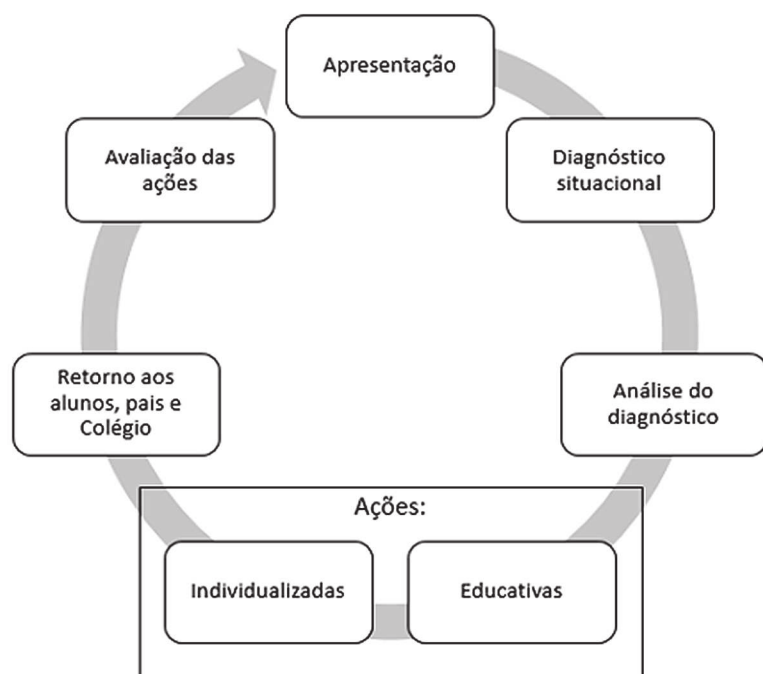 Apresentação
Diagnóstico
situacional
Análise do
diagnóstico
Ações:
Educativas
Individualizadas
Retorno aos
alunos, pais e
Colégio
Avaliação das
ações